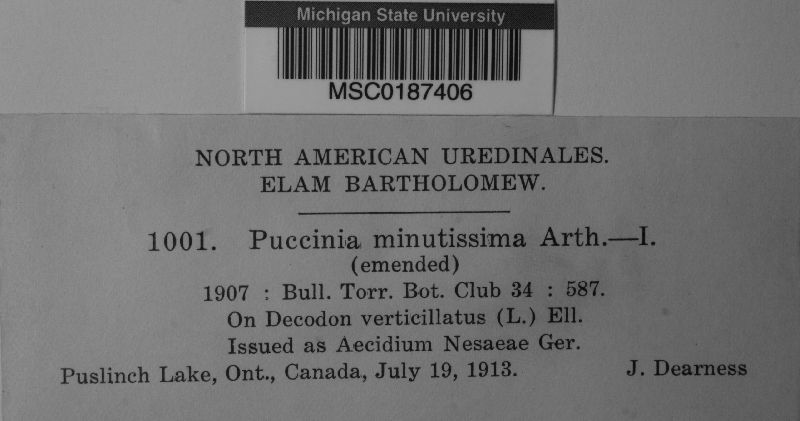 Michigan State University
MSC0187406
NORTH AMERICAN UREDINALES.
ELAM BARTHOLOMEW.
1001. Puccinia minutissima Arth.—I.
(emended)
1907 : Bull. Torr. Bot. Club 34 : 587.
On Decodon verticillatus (L.) Ell.
Issued as Aecidium Nesaeae Ger.
Puslinch Lake, Ont., Canada, July 19, 1913. J. Dearness